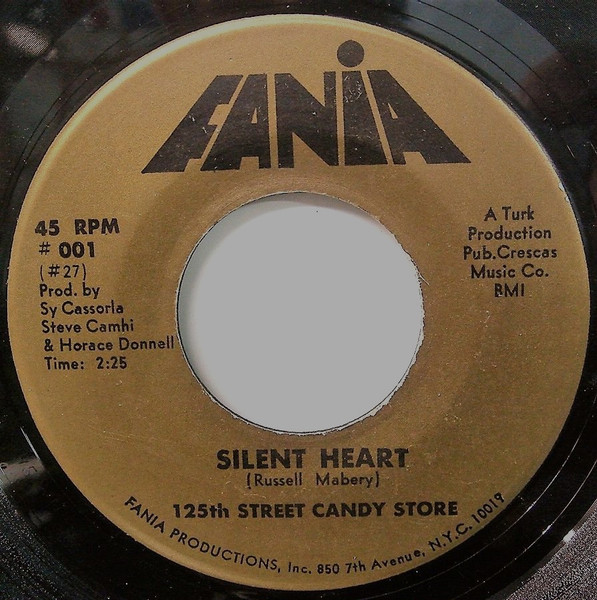 FANiA
45 RPM
# 001
(#27)
Prod. by
Sy Cassorla
Steve Camhi
& Horace Donnell
Time: 2:25
A Turk
Production
Pub.Crescas
Music Co.
BMI
SILENT HEART
(Russell Mabery)
125th STREET CANDY STORE
FANIA PRODUCTIONS, Inc. 850 7th Avenue, N.Y.C. 10019